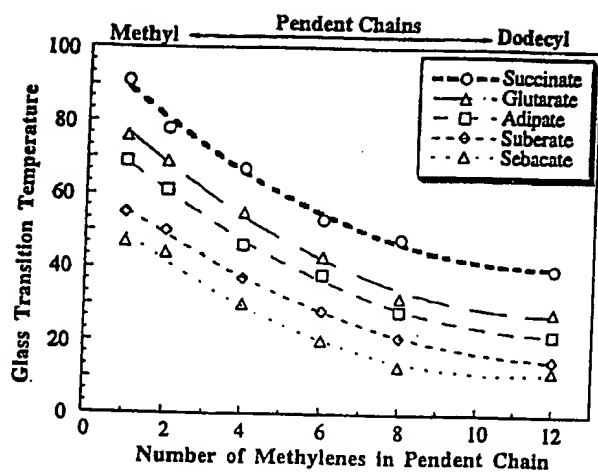 Pendent Chains
Methyl Dodecyl
100
80
60
40
20
0
Glass Transition Temperature
Succinate
Glutarate
Adipate
Suberate
Sebacate
0 2 4 6 8 10 12
Number of Methylenes in Pendent Chain